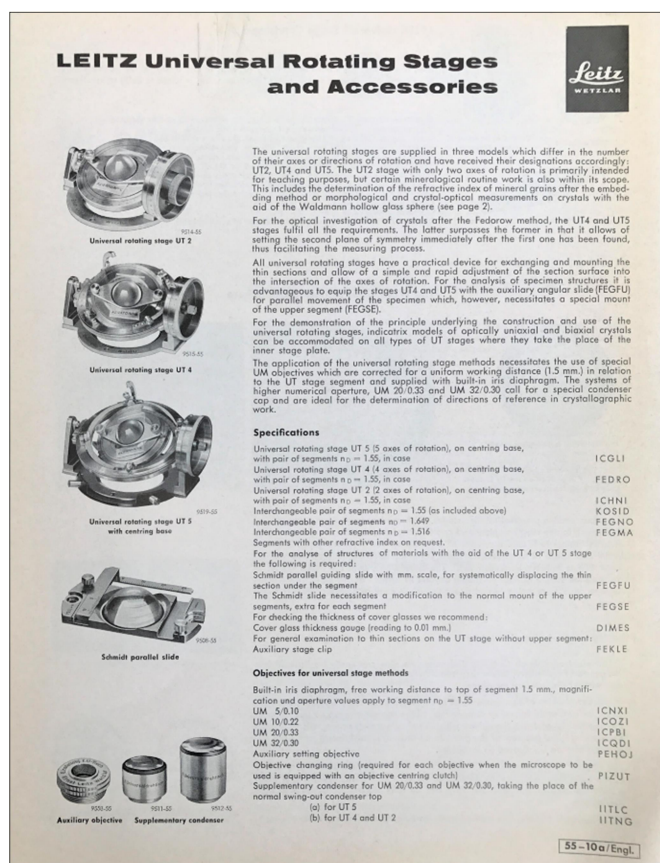 LEITZ Universal Rotating Stages
and Accessories
Leitz
WETZLAR
9514-55
Universal rotating stage UT 2
9515-55
Universal rotating stage UT 4
9519-55
Universal rotating stage UT 5
with centring base
9508-55
Schmidt parallel slide
9550-55
9511-55
9512-55
Auxiliary objective Supplementary condenser
The universal rotating stages are supplied in three models which differ in the number
of their axes or directions of rotation and have received their designations accordingly:
UT2, UT4 and UT5. The UT2 stage with only two axes of rotation is primarily intended
for teaching purposes, but certain mineralogical routine work is also within its scope.
This includes the determination of the refractive index of mineral grains after the embed-
ding method or morphological and crystal-optical measurements on crystals with the
aid of the Waldmann hollow glass sphere (see page 2).
For the optical investigation of crystals after the Fedorow method, the UT4 and UT5
stages fulfil all the requirements. The latter surpasses the former in that it allows of
setting the second plane of symmetry immediately after the first one has been found,
thus facilitating the measuring process.
All universal rotating stages have a practical device for exchanging and mounting the
thin sections and allow of a simple and rapid adjustment of the section surface into
the intersection of the axes of rotation. For the analysis of specimen structures it is
advantageous to equip the stages UT4 and UT5 with the auxiliary angular slide (FEGFU)
for parallel movement of the specimen which, however, necessitates a special mount
of the upper segment (FEGSE).
For the demonstration of the principle underlying the construction and use of the
universal rotating stages, indicatrix models of optically uniaxial and biaxial crystals
can be accommodated on all types of UT stages where they take the place of the
inner stage plate.
The application of the universal rotating stage methods necessitates the use of special
UM objectives which are corrected for a uniform working distance (1.5 mm.) in relation
to the UT stage segment and supplied with built-in iris diaphragm. The systems of
higher numerical aperture, UM 20/0.33 and UM 32/0.30 call for a special condenser
cap and are ideal for the determination of directions of reference in crystallographic
work.
Specifications
Universal rotating stage UT 5 (5 axes of rotation), on centring base,
with pair of segments nD = 1.55, in case ICGLI
Universal rotating stage UT 4 (4 axes of rotation), on centring base,
with pair of segments nD = 1.55, in case FEDRO
Universal rotating stage UT 2 (2 axes of rotation), on centring base,
with pair of segments nD = 1.55, in case ICHNI
Interchangeable pair of segments nD = 1.55 (as included above) KOSID
Interchangeable pair of segments nD = 1.649 FEGNO
Interchangeable pair of segments nD = 1.516 FEGMA
Segments with other refractive index on request.
For the analyse of structures of materials with the aid of the UT 4 or UT 5 stage
the following is required:
Schmidt parallel guiding slide with mm. scale, for systematically displacing the thin
section under the segment FEGFU
The Schmidt slide necessitates a modification to the normal mount of the upper
segments, extra for each segment FEGSE
For checking the thickness of cover glasses we recommend:
Cover glass thickness gauge (reading to 0.01 mm.) DIMES
For general examination to thin sections on the UT stage without upper segment:
Auxiliary stage clip FEKLE
Objectives for universal stage methods
Built-in iris diaphragm, free working distance to top of segment 1.5 mm., magnifi-
cation und aperture values apply to segment nD = 1.55
UM 5/0.10 ICNXI
UM 10/0.22 ICOZI
UM 20/0.33 ICPBI
UM 32/0.30 ICQDI
Auxiliary setting objective PEHOJ
Objective changing ring (required for each objective when the microscope to be
used is equipped with an objective centring clutch) PIZUT
Supplementary condenser for UM 20/0.33 and UM 32/0.30, taking the place of the
normal swing-out condenser top
(a) for UT 5 IITLC
(b) for UT 4 and UT 2 IITNG
55-10a/Engl.